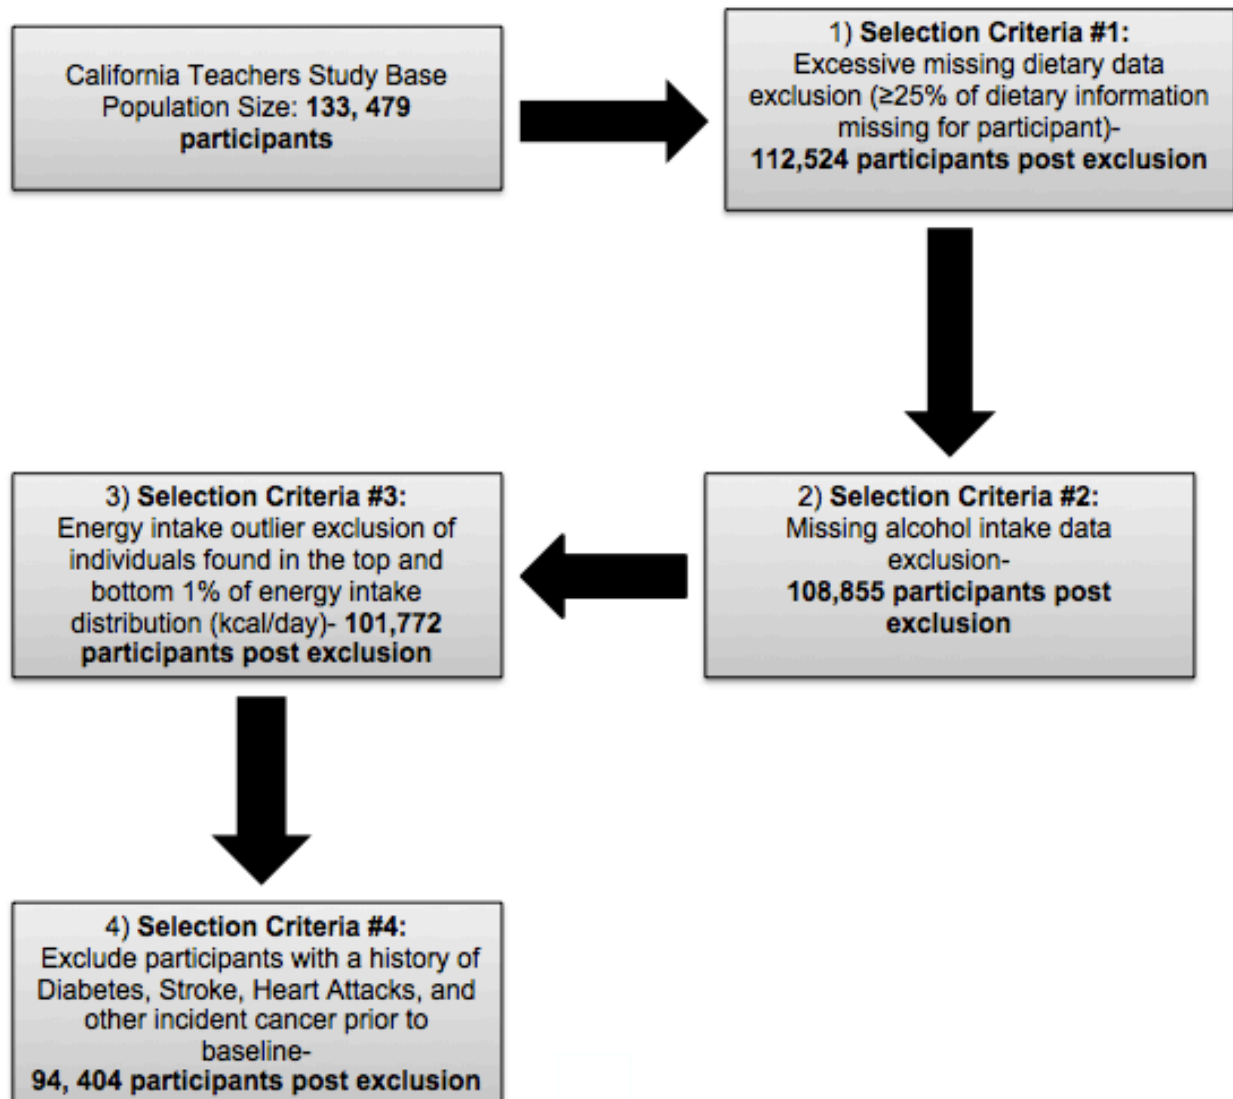 California Teachers Study Base
Population Size: 133, 479
participants
1) Selection Criteria #1:
Excessive missing dietary data
exclusion (≥25% of dietary information
missing for participant)-
112,524 participants post exclusion
2) Selection Criteria #2:
Missing alcohol intake data
exclusion-
108,855 participants post
exclusion
3) Selection Criteria #3:
Energy intake outlier exclusion of
individuals found in the top and
bottom 1% of energy intake
distribution (kcal/day)- 101,772
participants post exclusion
4) Selection Criteria #4:
Exclude participants with a history of
Diabetes, Stroke, Heart Attacks, and
other incident cancer prior to
baseline-
94, 404 participants post exclusion